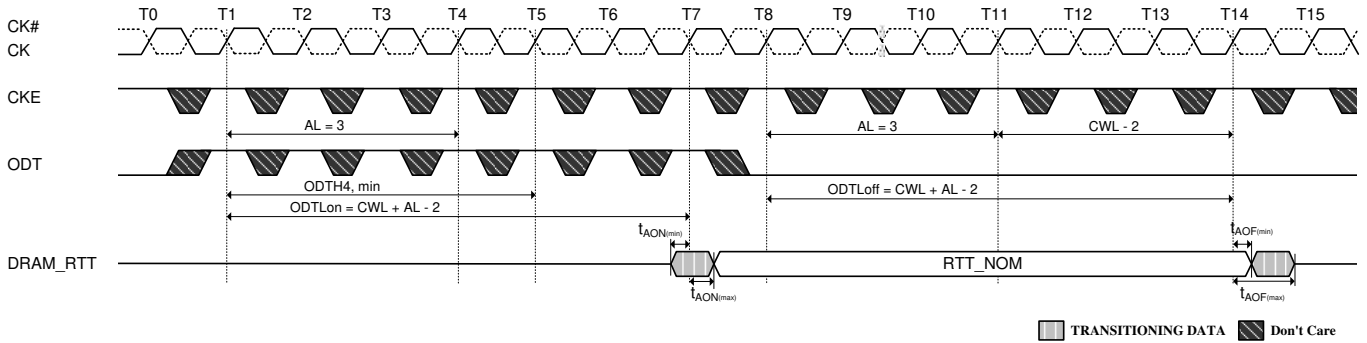 T0 T1 T2 T3 T4 T5 T6 T7 T8 T9 T10 T11 T12 T13 T14 T15
CK#
CK
CKE
AL = 3 AL = 3 CWL - 2
ODT
ODTH4, min ODTLoff = CWL + AL - 2
ODTLon = CWL + AL - 2
tAON(min) tAOF(min)
DRAM_RTT RTT_NOM
tAON(max) tAOF(max)
TRANSITIONING DATA Don't Care